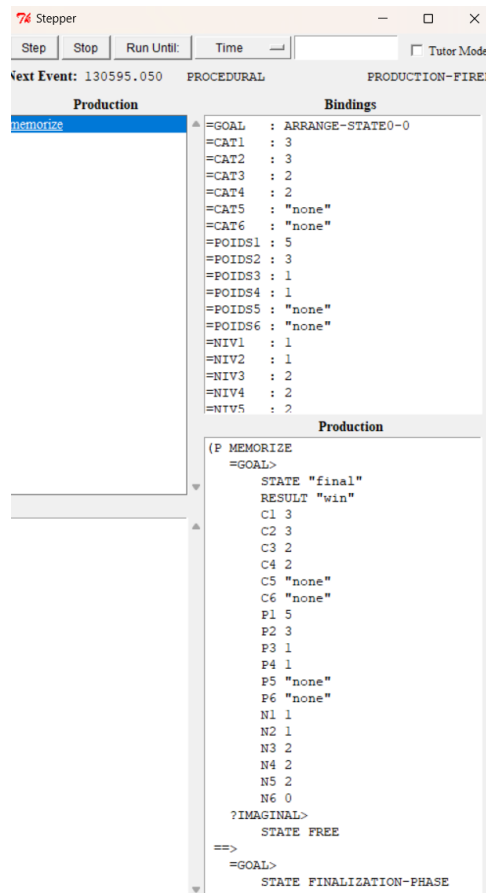 Stepper
Step Stop Run Until: Time Tutor Mode
Next Event: 130595.050 PROCEDURAL PRODUCTION-FIRE
Production
memorize
Bindings
=GOAL : ARRANGE-STATE0-0
=CAT1 : 3
=CAT2 : 3
=CAT3 : 2
=CAT4 : 2
=CAT5 : "none"
=CAT6 : "none"
=POIDS1 : 5
=POIDS2 : 3
=POIDS3 : 1
=POIDS4 : 1
=POIDS5 : "none"
=POIDS6 : "none"
=NIV1 : 1
=NIV2 : 1
=NIV3 : 2
=NIV4 : 2
=NIV5 : 2
Production
(P MEMORIZE
=GOAL>
STATE "final"
RESULT "win"
C1 3
C2 3
C3 2
C4 2
C5 "none"
C6 "none"
P1 5
P2 3
P3 1
P4 1
P5 "none"
P6 "none"
N1 1
N2 1
N3 2
N4 2
N5 2
N6 0
?IMAGINAL>
STATE FREE
==>
=GOAL>
STATE FINALIZATION-PHASE